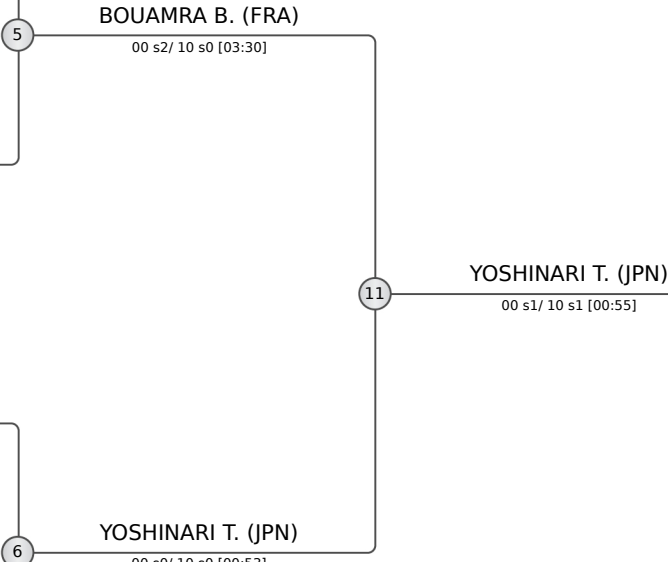 BOUAMRA B. (FRA)
5
00 s2/ 10 s0 [03:30]
YOSHINARI T. (JPN)
11
00 s1/ 10 s1 [00:55]
YOSHINARI T. (JPN)
6